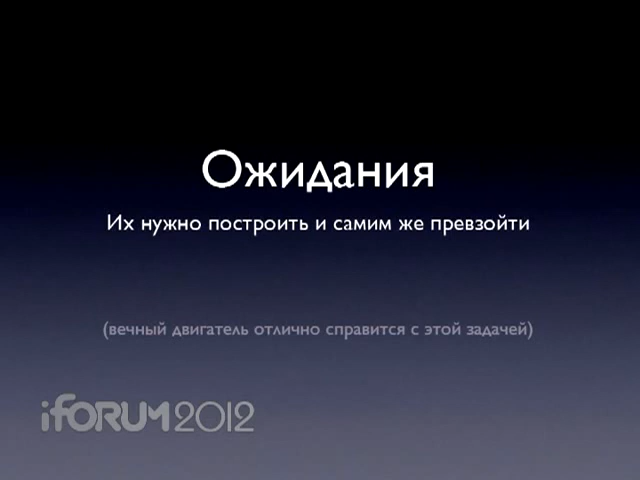 Ожидания
Их нужно построить и самим же превзойти
(вечный двигатель отлично справится с этой задачей)
iFORUM2012